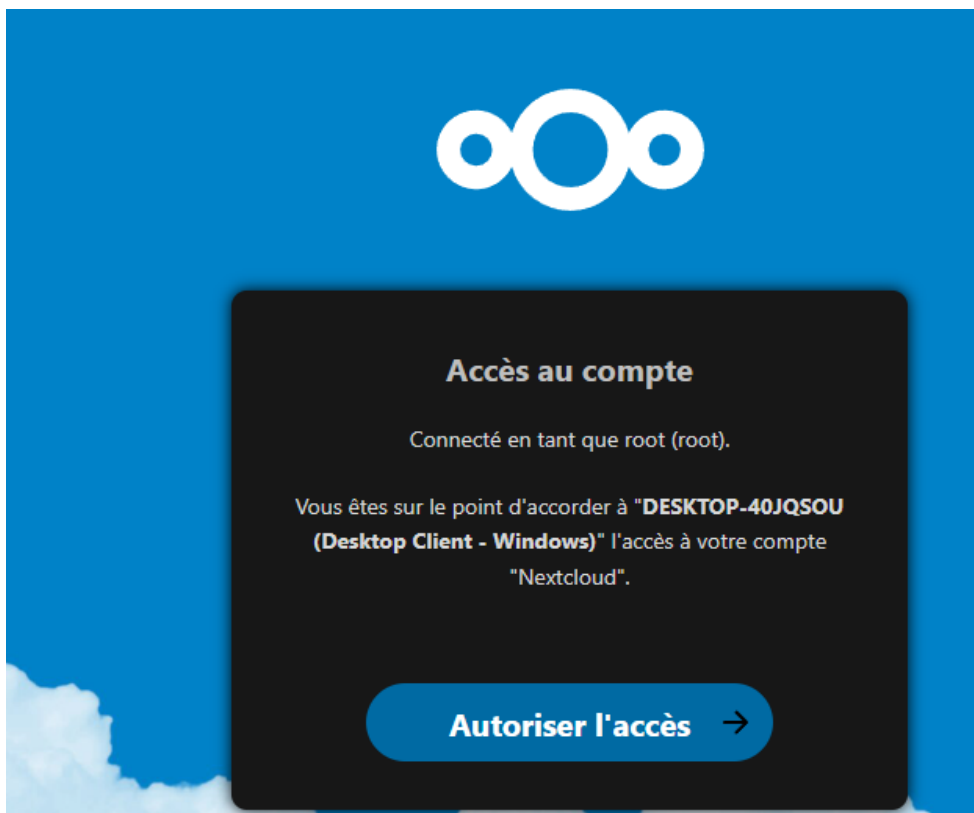 Accès au compte
Connecté en tant que root (root).
Vous êtes sur le point d'accorder à "DESKTOP-40JQSOU
(Desktop Client - Windows)" l'accès à votre compte
"Nextcloud".
Autoriser l'accès